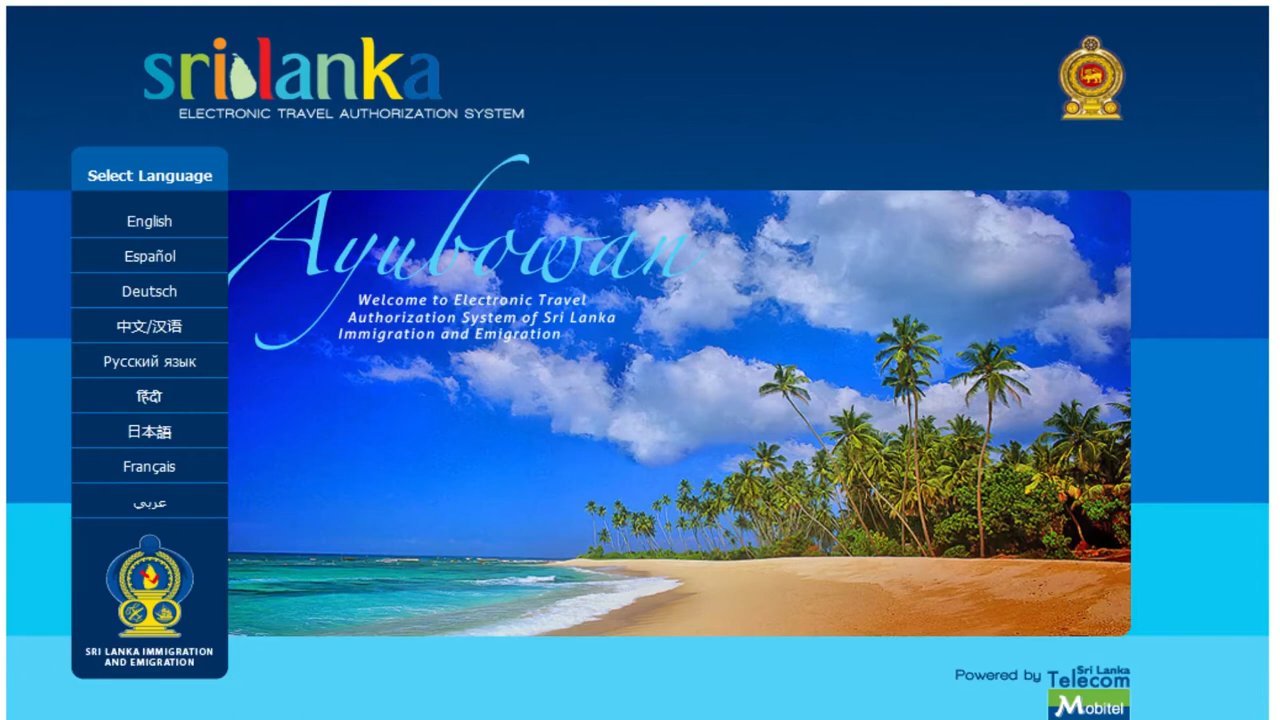 srilanka
ELECTRONIC TRAVEL AUTHORIZATION SYSTEM
Select Language
English
Español
Deutsch
中文/汉语
Русский язык
हिंदी
日本語
Français
عربي
SRI LANKA IMMIGRATION
AND EMIGRATION
Ayubowan
Welcome to Electronic Travel
Authorization System of Sri Lanka
Immigration and Emigration
Powered by
Sri Lanka
Telecom
Mobitel